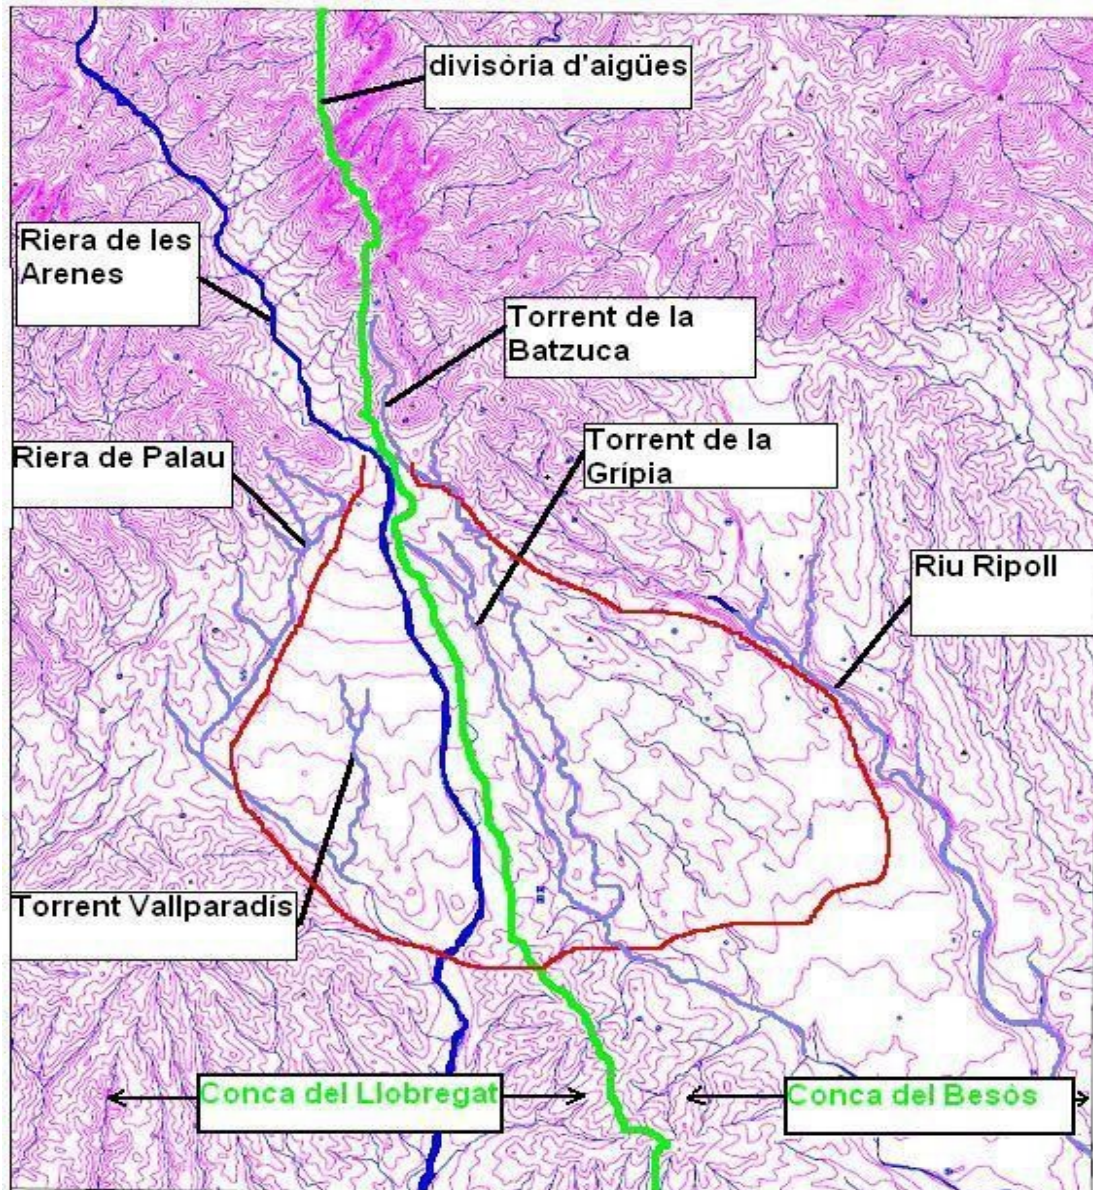 divisòria d'aigües
Riera de les
Arenes
Torrent de la
Batzuca
Torrent de la
Grípia
Riera de Palau
Riu Ripoll
Torrent Vallparadís
Conca del Llobregat
Conca del Besòs